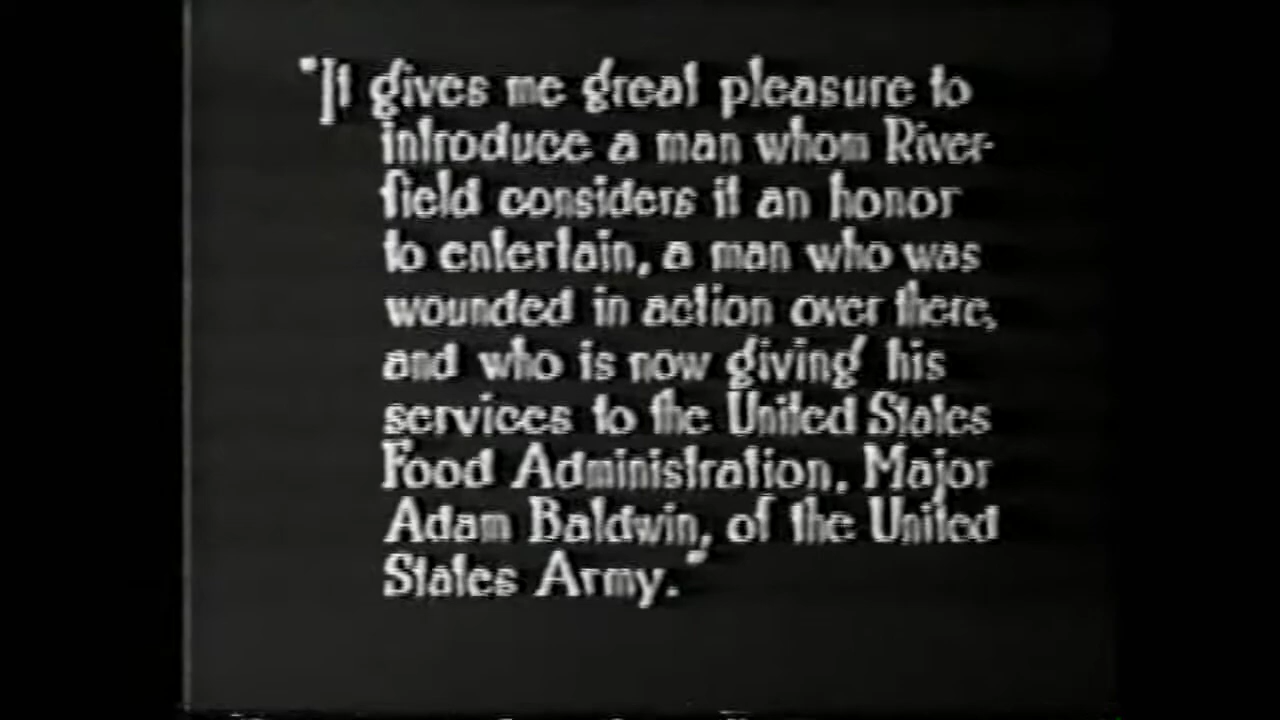 "It gives me great pleasure to
introduce a man whom River-
field considers it an honor
to entertain, a man who was
wounded in action over there,
and who is now giving his
services to the United States
Food Administration, Major
Adam Baldwin, of the United
States Army."